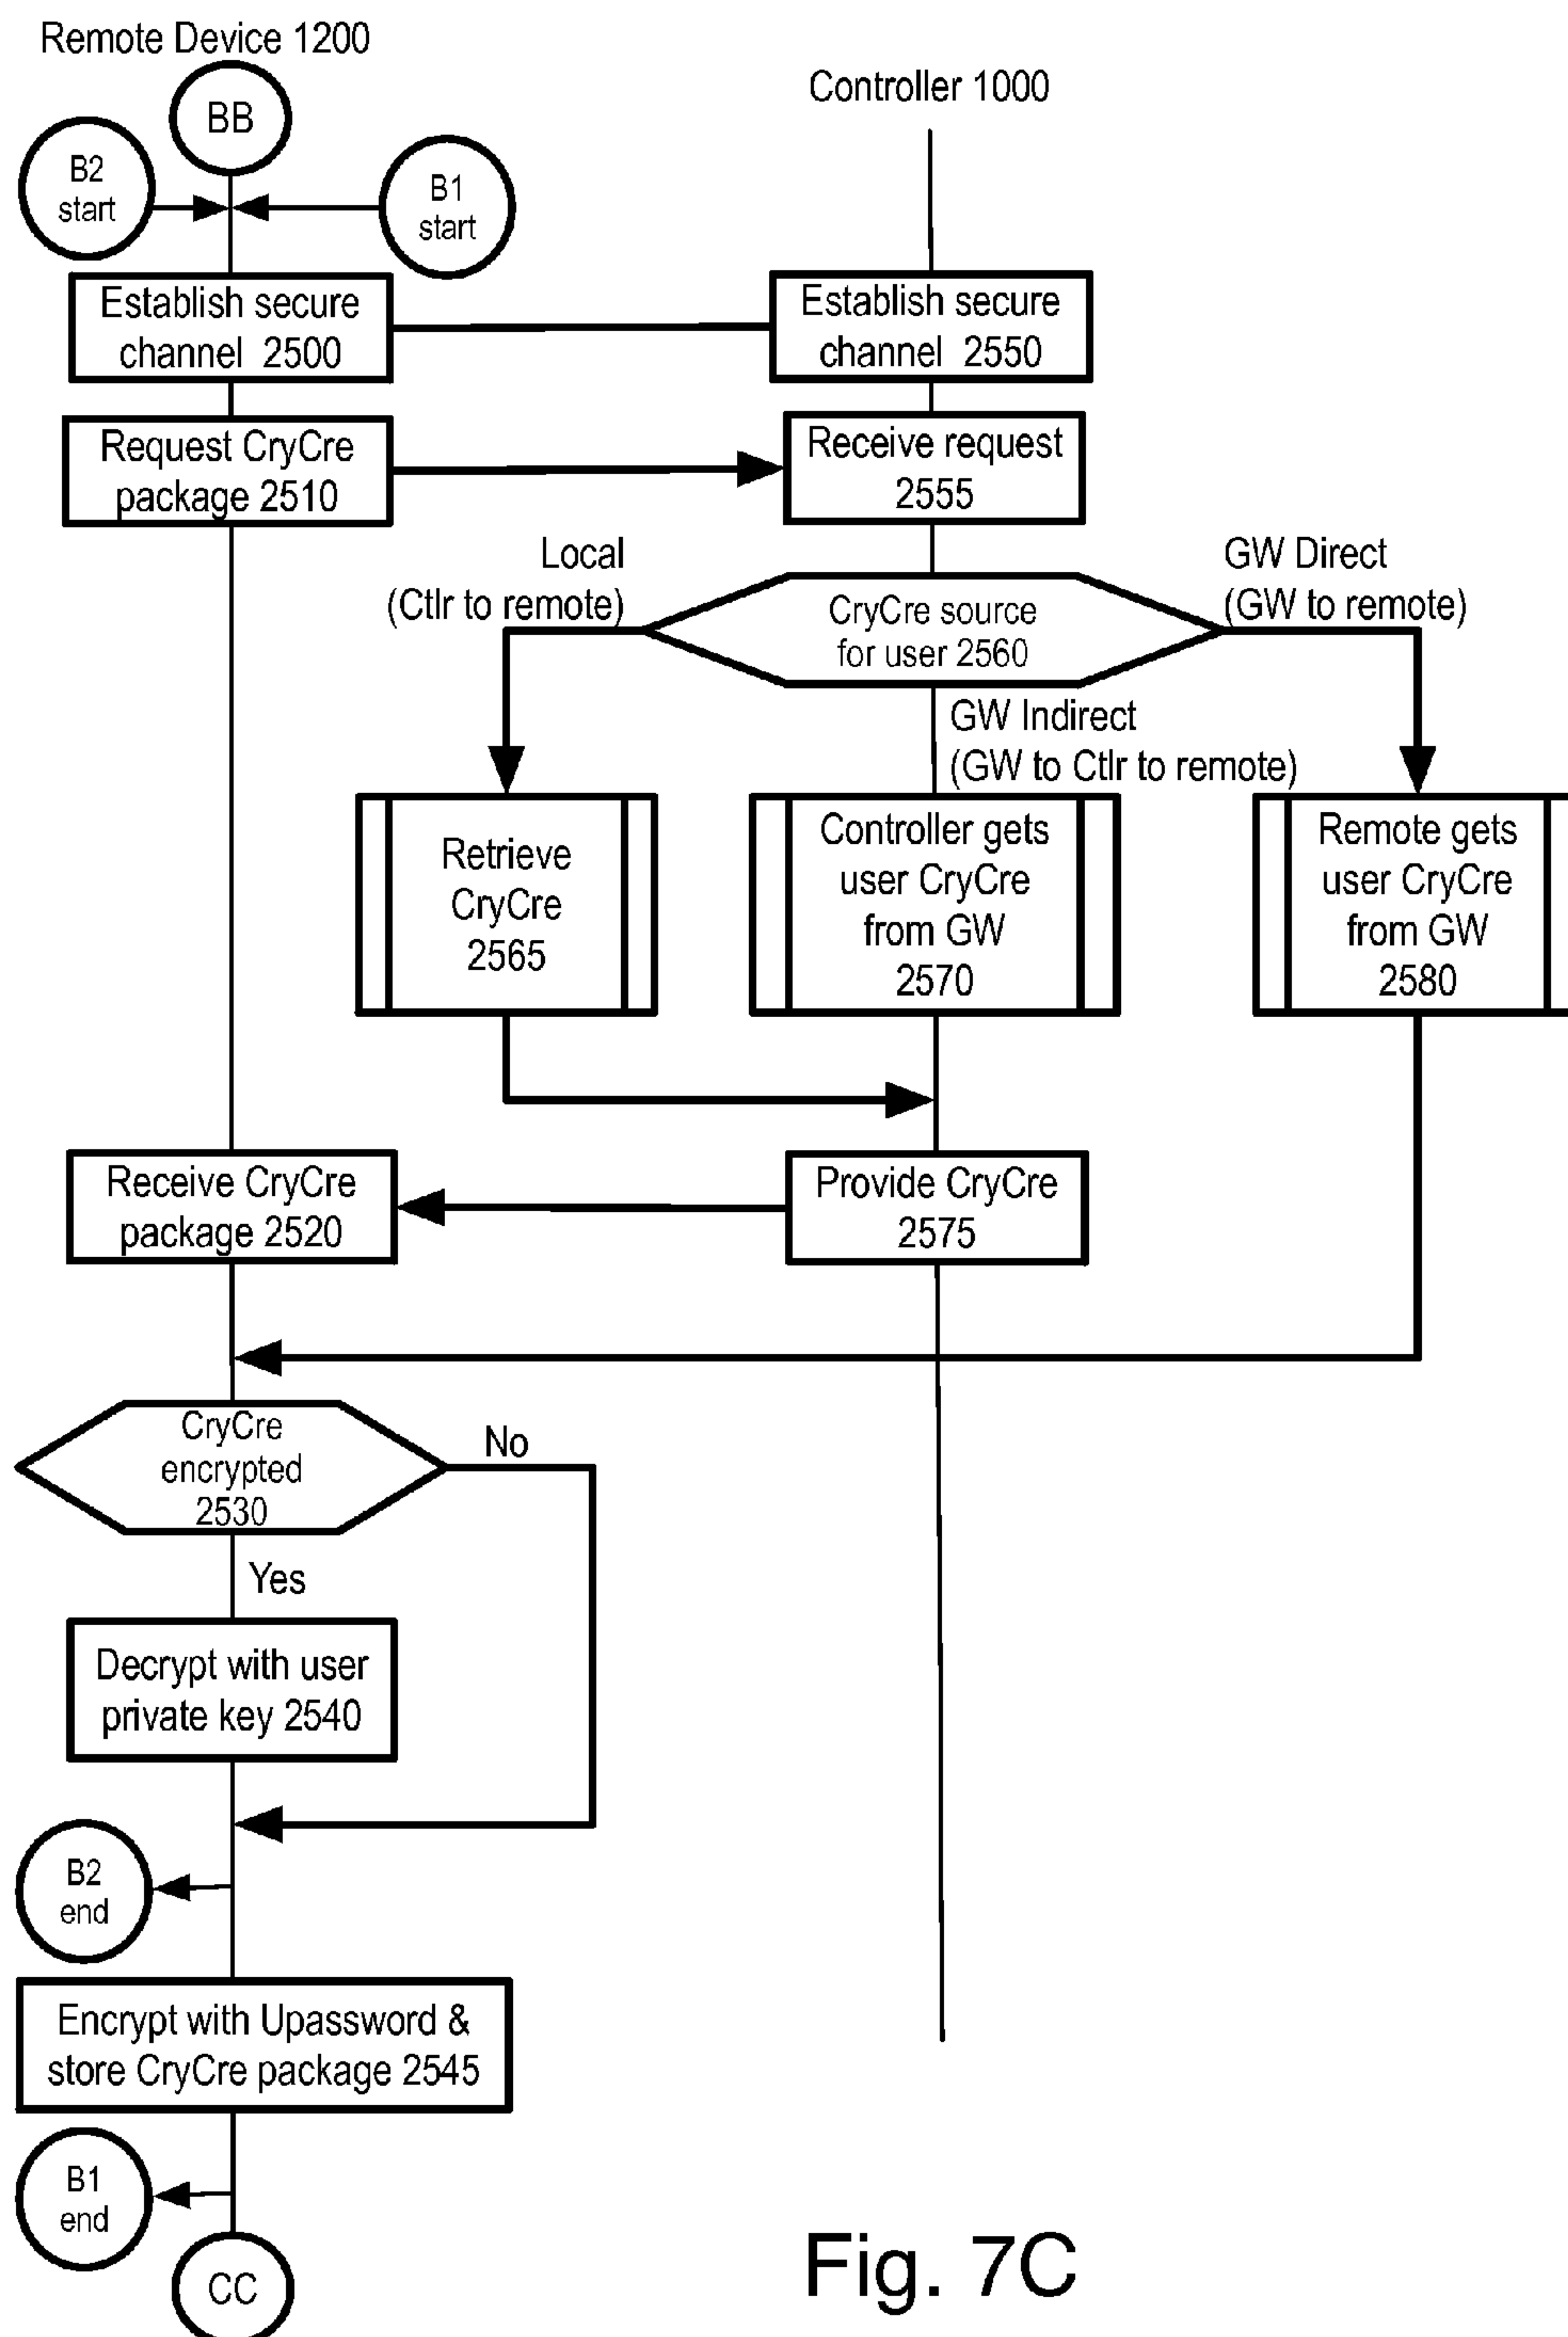 Remote Device 1200
BB
Controller 1000
B2
start
B1
start
Establish secure
channel 2500
Establish secure
channel 2550
Request CryCre
package 2510
Receive request
2555
Local
(Ctlr to remote)
GW Direct
(GW to remote)
CryCre source
for user 2560
GW Indirect
(GW to Ctlr to remote)
Retrieve
CryCre
2565
Controller gets
user CryCre
from GW
2570
Remote gets
user CryCre
from GW
2580
Receive CryCre
package 2520
Provide CryCre
2575
CryCre
encrypted
2530
No
Yes
Decrypt with user
private key 2540
B2
end
Encrypt with Upassword &
store CryCre package 2545
B1
end
CC
Fig. 7C